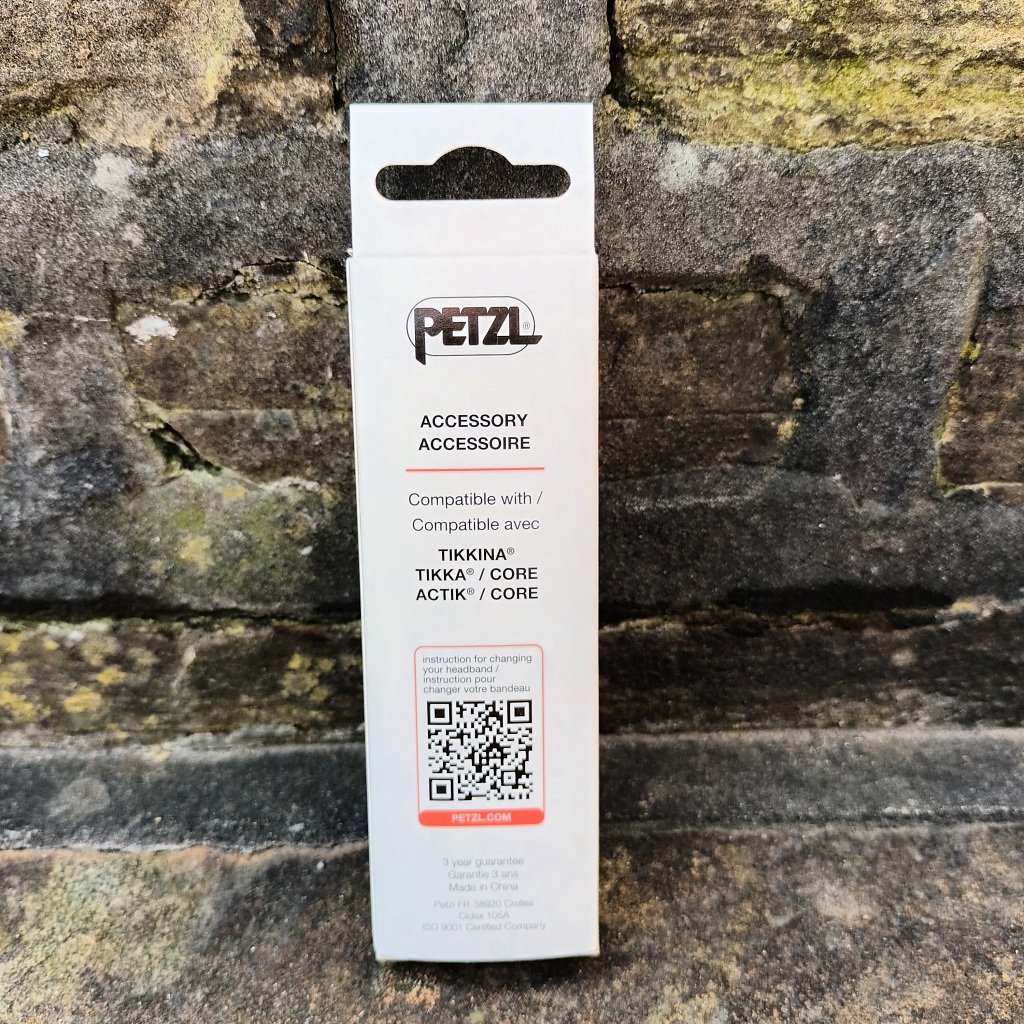 PETZL®
ACCESSORY
ACCESSOIRE
Compatible with /
Compatible avec
TIKKINA®
TIKKA® / CORE
ACTIK® / CORE
instruction for changing
your headband /
instruction pour
changer votre bandeau
PETZL.COM
3 year guarantee
Garantie 3 ans
Made in China
Petzl FR-38920 Crolles
Cidex 105A
ISO 9001 Certified Company